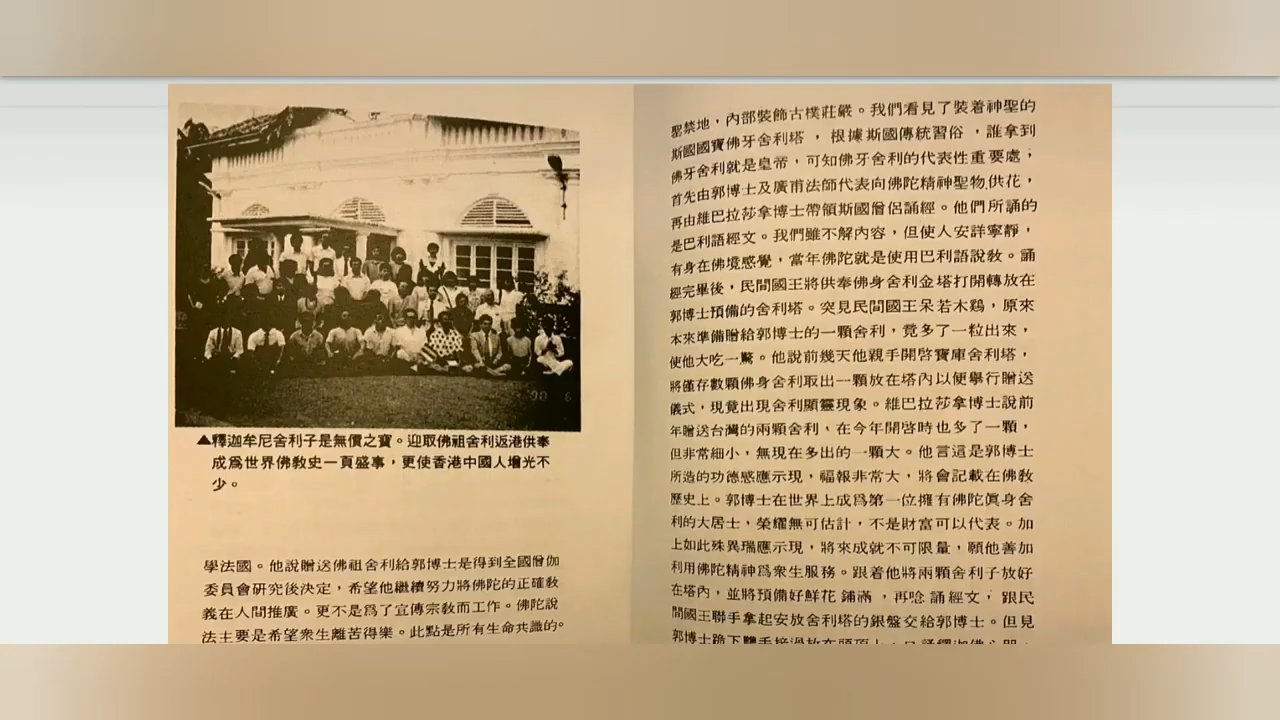 90 6
▲釋迦牟尼舍利子是無價之寶。迎取佛祖舍利返港供奉
成爲世界佛教史一頁盛事,更使香港中國人增光不
少。
學法國。他說贈送佛祖舍利給郭博士是得到全國僧伽
委員會研究後決定,希望他繼續努力將佛陀的正確教
義在人間推廣。更不是爲了宣傳宗教而工作。佛陀說
法主要是希望衆生離苦得樂。此點是所有生命共識的。
聖禁地,內部裝飾古樸莊嚴。我們看見了裝着神聖的
斯國國寶佛牙舍利塔,根據斯國傳統習俗,誰拿到
佛牙舍利就是皇帝,可知佛牙舍利的代表性重要處,
首先由郭博士及廣甫法師代表向佛陀精神聖物供花,
再由維巴拉莎拿博士帶領斯國僧侶誦經。他們所誦的
是巴利語經文。我們雖不解內容,但使人安詳寧靜,
有身在佛境感覺,當年佛陀就是使用巴利語說教。誦
經完畢後,民間國王將供奉佛身舍利金塔打開轉放在
郭博士預備的舍利塔。突見民間國王呆若木鷄,原來
本來準備贈給郭博士的一顆舍利,竟多了一粒出來,
使他大吃一驚。他說前幾天他親手開啓寶庫舍利塔,
將僅存數顆佛身舍利取出一顆放在塔內以便舉行贈送
儀式,現竟出現舍利顯靈現象。維巴拉莎拿博士說前
年贈送台灣的兩顆舍利,在今年開啓時也多了一顆,
但非常細小,無現在多出的一顆大。他言這是郭博士
所造的功德感應示現,福報非常大,將會記載在佛教
歷史上。郭博士在世界上成爲第一位擁有佛陀眞身舍
利的大居士,榮耀無可估計,不是財富可以代表。加
上如此殊異瑞應示現,將來成就不可限量,願他善加
利用佛陀精神爲衆生服務。跟着他將兩顆舍利子放好
在塔內,並將預備好鮮花鋪滿,再唸誦經文,跟民
間國王聯手拿起安放舍利塔的銀盤交給郭博士。但見
郭博士跪下雙手接過放在頭頂上,口誦釋迦佛心咒。